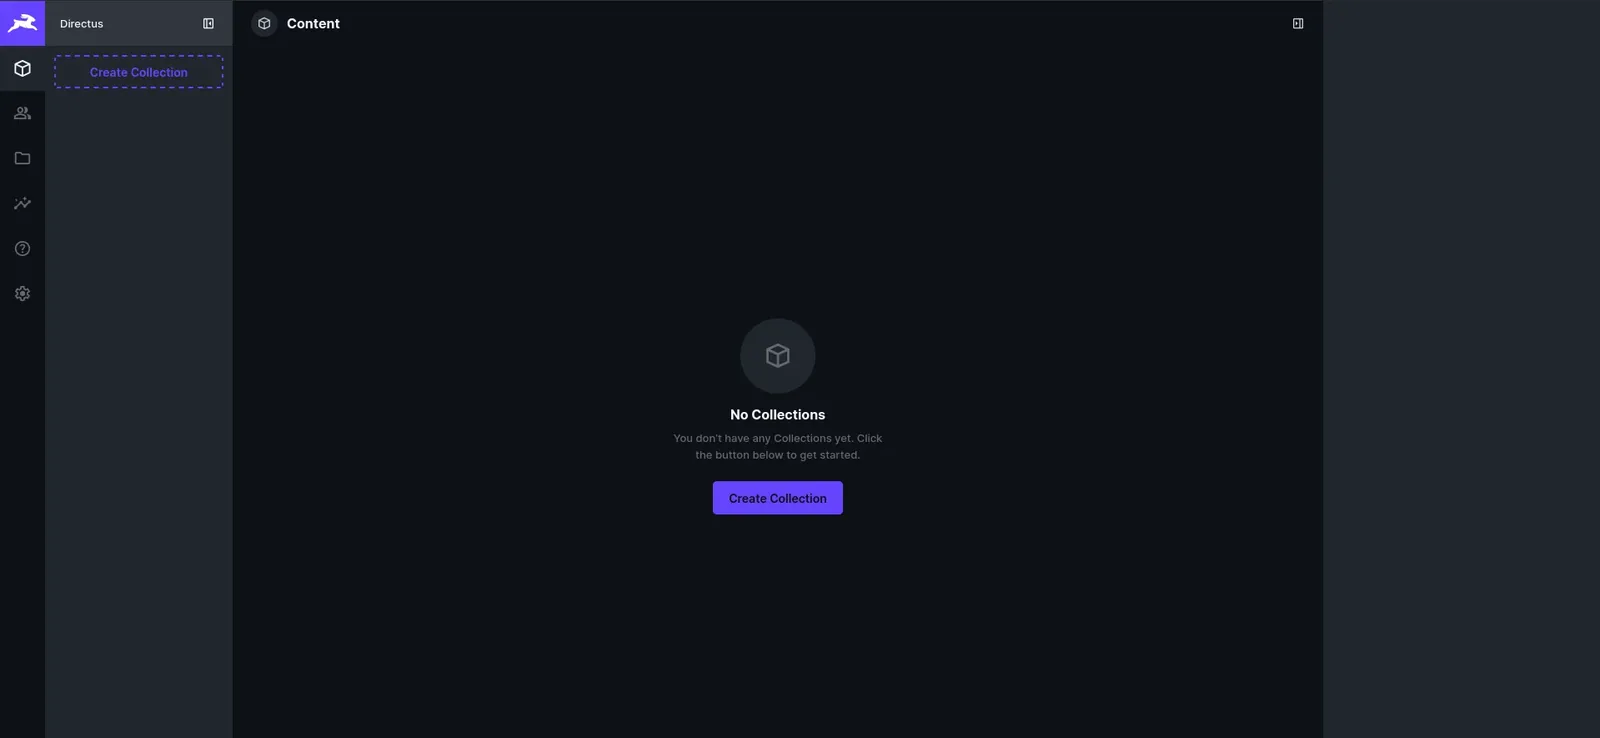 Directus
Content
Create Collection
No Collections
You don't have any Collections yet. Click
the button below to get started.
Create Collection